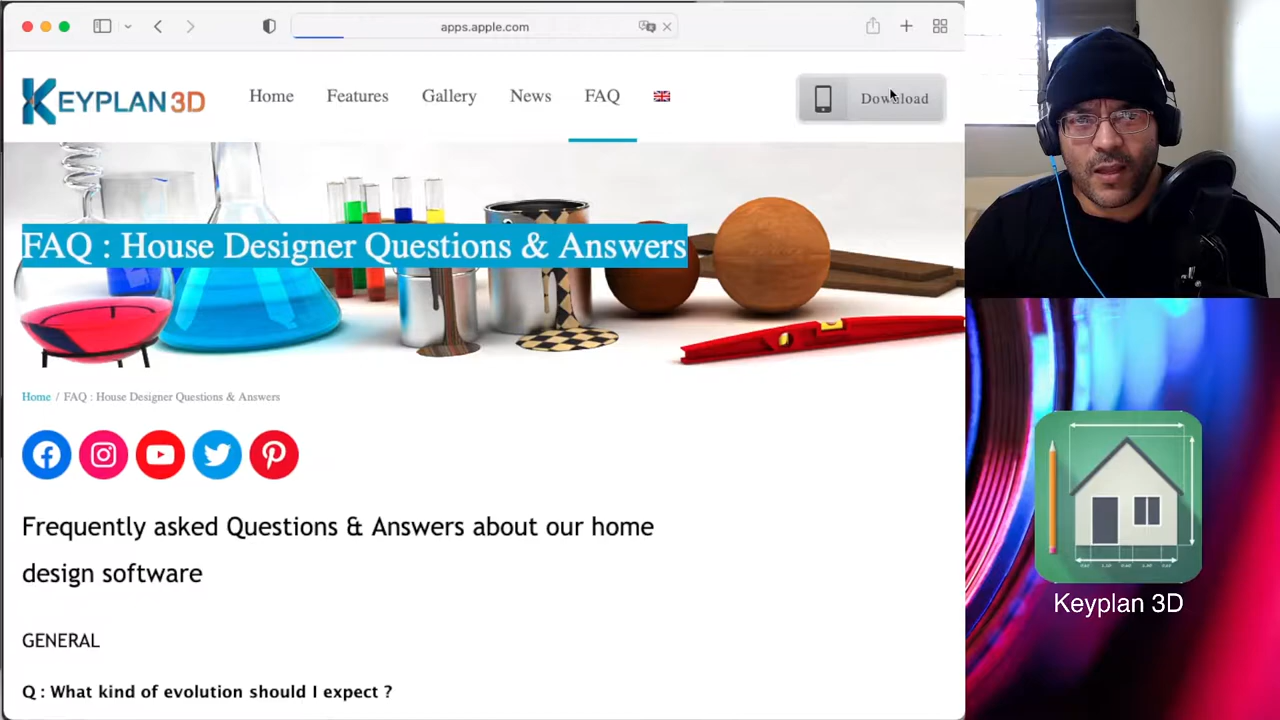 apps.apple.com
KEYPLAN 3D
Home
Features
Gallery
News
FAQ
Download
FAQ : House Designer Questions & Answers
Home / FAQ : House Designer Questions & Answers
Frequently asked Questions & Answers about our home
design software
GENERAL
Q : What kind of evolution should I expect ?
Keyplan 3D